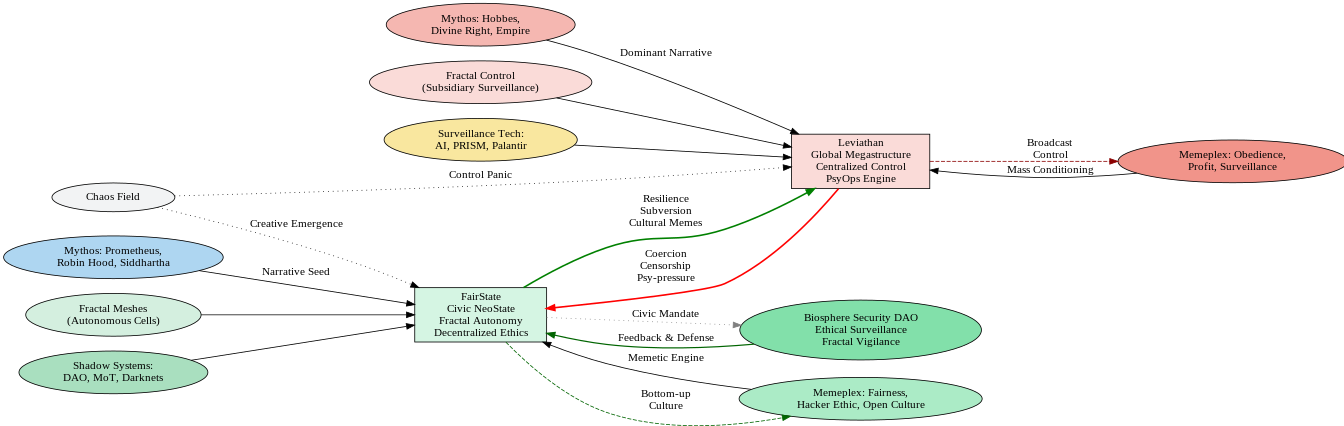 Mythos: Hobbes,
Divine Right, Empire
Dominant Narrative
Fractal Control
(Subsidiary Surveillance)
Surveillance Tech:
AI, PRISM, Palantir
Leviathan
Global Megastructure
Centralized Control
PsyOps Engine
Broadcast
Control
Mass Conditioning
Memeplex: Obedience,
Profit, Surveillance
Control Panic
Chaos Field
Creative Emergence
Resilience
Subversion
Cultural Memes
Mythos: Prometheus,
Robin Hood, Siddhartha
Narrative Seed
Coercion
Censorship
Psy-pressure
Fractal Meshes
(Autonomous Cells)
FairState
Civic NeoState
Fractal Autonomy
Decentralized Ethics
Civic Mandate
Feedback & Defense
Memetic Engine
Biosphere Security DAO
Ethical Surveillance
Fractal Vigilance
Shadow Systems:
DAO, MoT, Darknets
Bottom-up
Culture
Memeplex: Fairness,
Hacker Ethic, Open Culture